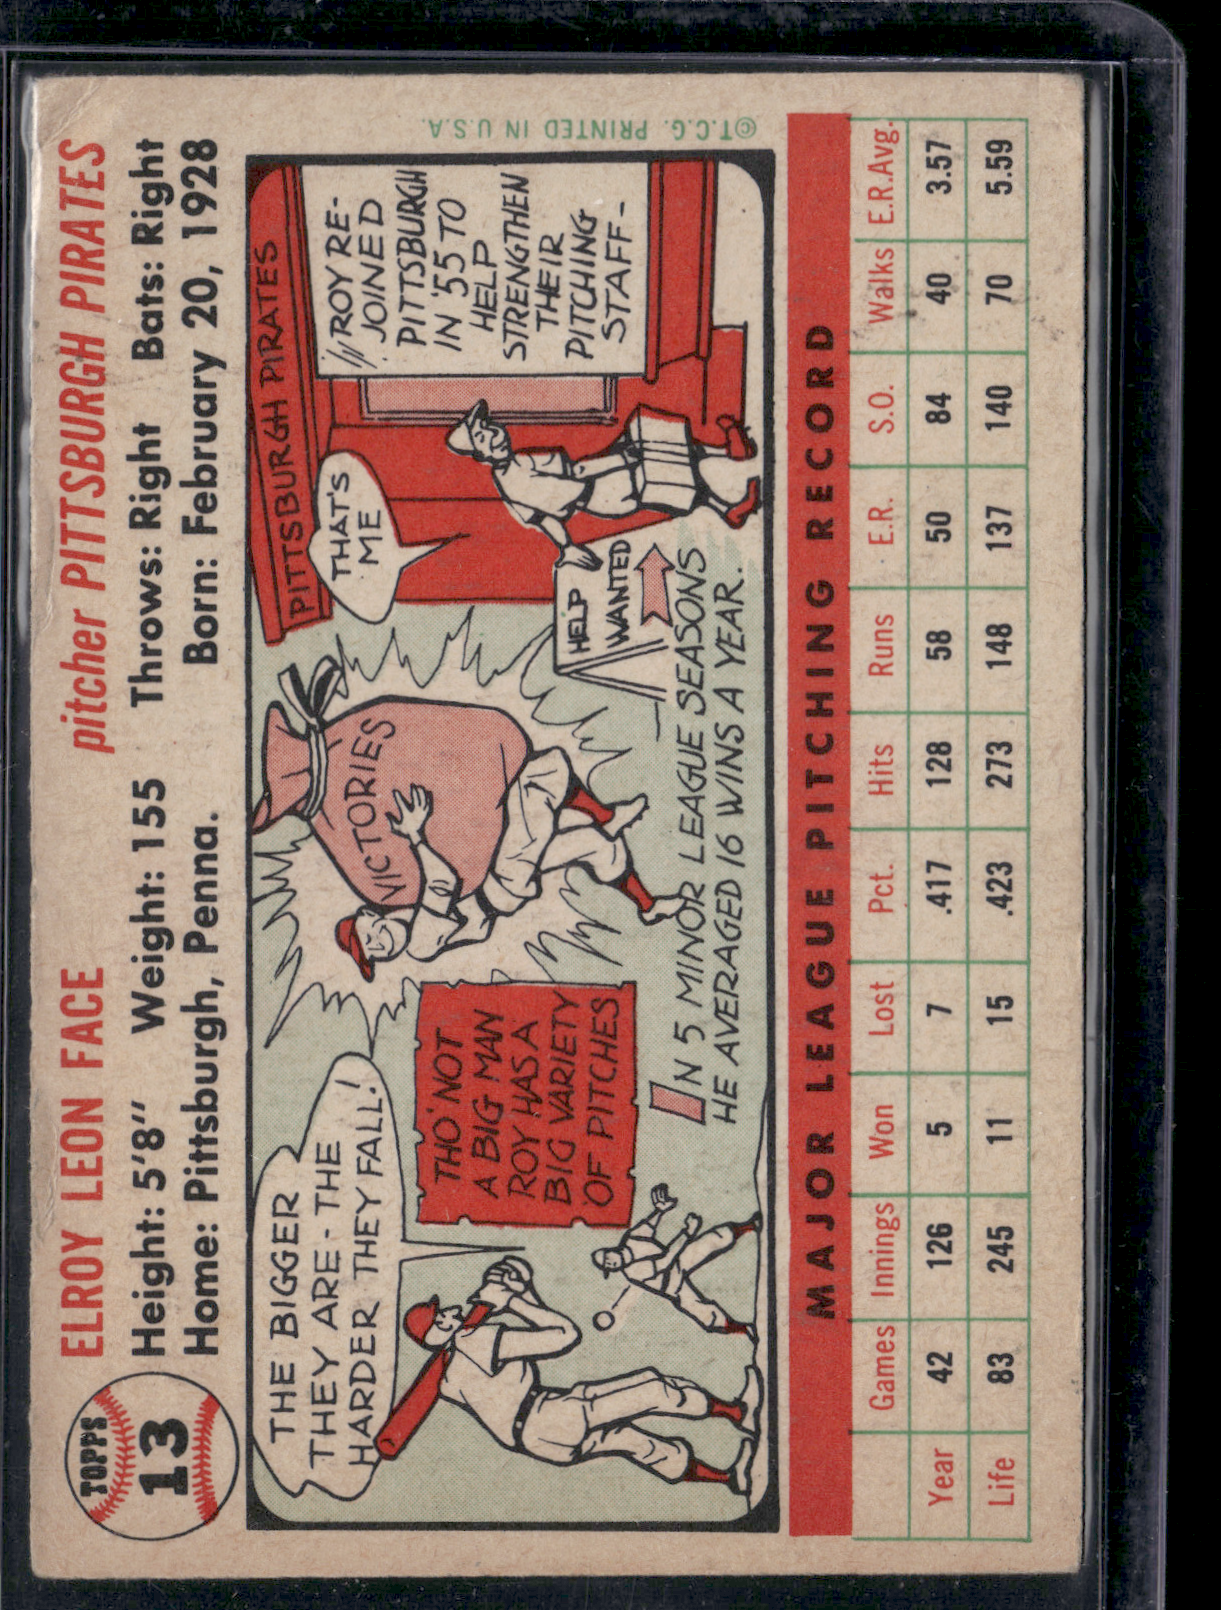 TOPPS
13
ELROY LEON FACE pitcher PITTSBURGH PIRATES
Height: 5'8" Weight: 155 Throws: Right Bats: Right
Home: Pittsburgh, Penna. Born: February 20, 1928
THE BIGGER
THEY ARE - THE
HARDER THEY FALL!
THO' NOT
A BIG MAN
ROY HAS A
BIG VARIETY
OF PITCHES
VICTORIES
IN 5 MINOR LEAGUE SEASONS
HE AVERAGED 16 WINS A YEAR.
PITTSBURGH PIRATES
THAT'S
ME
HELP
WANTED
ROY RE-
JOINED
PITTSBURGH
IN '55 TO
HELP
STRENGTHEN
THEIR
PITCHING
STAFF -
©T.C.G. PRINTED IN U.S.A.
MAJOR LEAGUE PITCHING RECORD
Games Innings Won Lost Pct. Hits Runs E.R. S.O. Walks E.R.Avg.
Year 42 126 5 7 .417 128 58 50 84 40 3.57
Life 83 245 11 15 .423 273 148 137 140 70 5.59